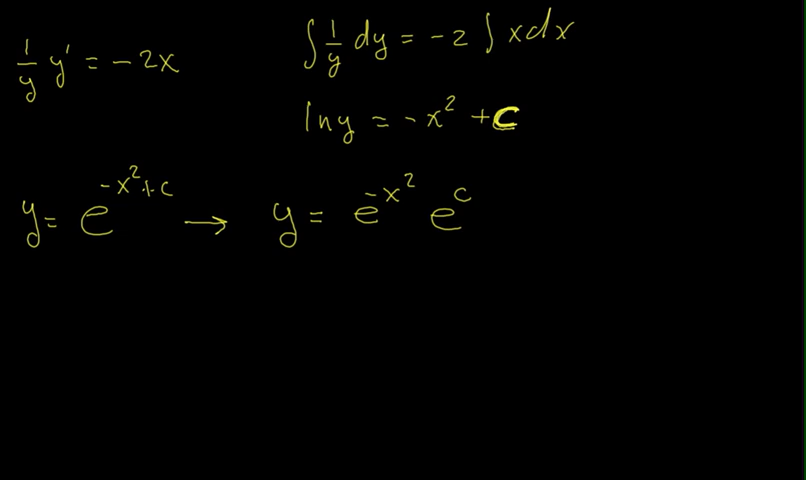 1/y y' = -2x
∫ 1/y dy = -2 ∫ x dx
ln y = -x² + C
y = e^(-x²+c) → y = e^(-x²) e^c